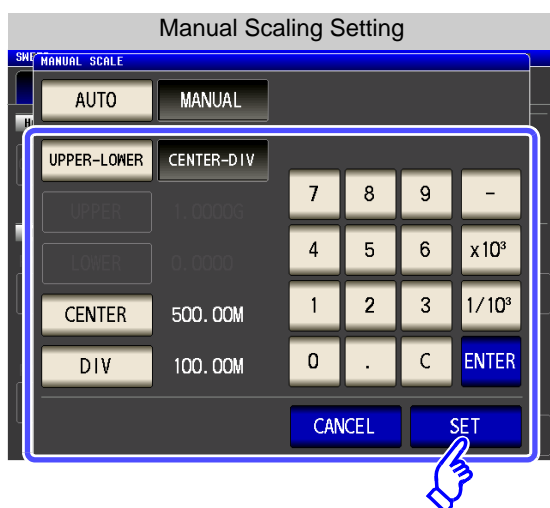 Manual Scaling Setting
MANUAL SCALE
AUTO MANUAL
UPPER-LOWER CENTER-DIV
UPPER 1.0000G
LOWER 0.0000
CENTER 500.00M
DIV 100.00M
7 8 9 -
4 5 6 x10³
1 2 3 1/10³
0 . C ENTER
CANCEL SET